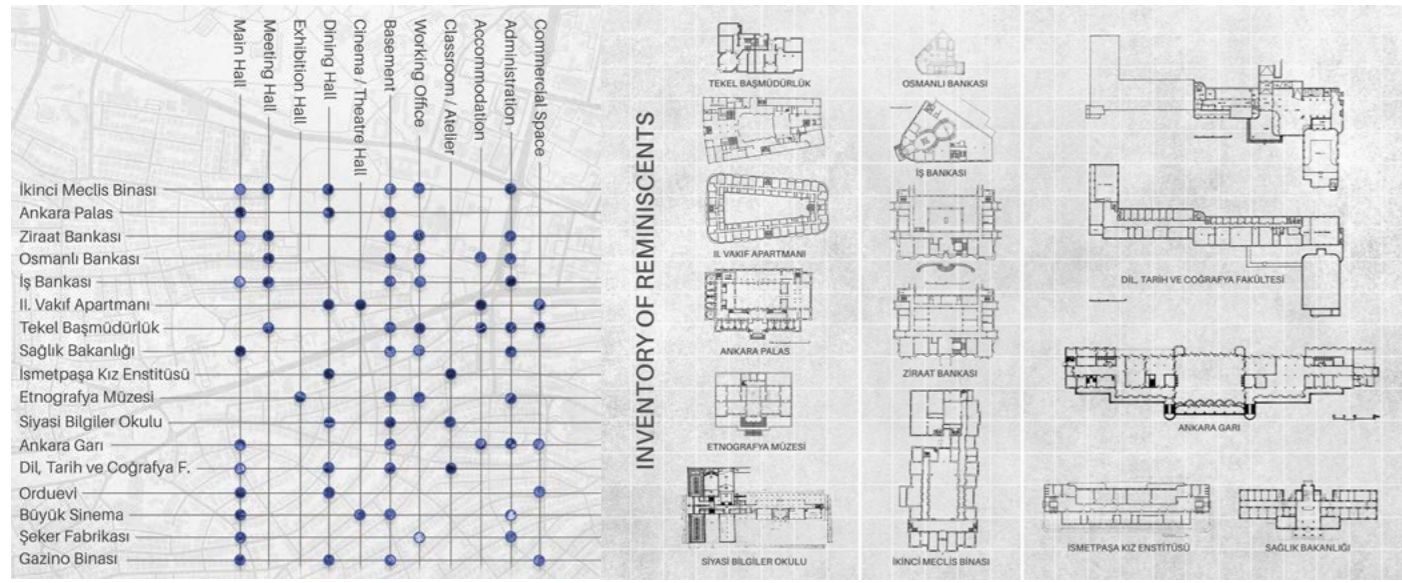 Main Hall
Meeting Hall
Exhibition Hall
Dining Hall
Cinema / Theatre Hall
Basement
Working Office
Classroom / Atelier
Accommodation
Administration
Commercial Space
İkinci Meclis Binası
Ankara Palas
Ziraat Bankası
Osmanlı Bankası
İş Bankası
II. Vakıf Apartmanı
Tekel Başmüdürlük
Sağlık Bakanlığı
İsmetpaşa Kız Enstitüsü
Etnografya Müzesi
Siyasi Bilgiler Okulu
Ankara Garı
Dil, Tarih ve Coğrafya F.
Orduevi
Büyük Sinema
Şeker Fabrikası
Gazino Binası
INVENTORY OF REMINISCENTS
TEKEL BAŞMÜDÜRLÜK
II. VAKIF APARTMANI
ANKARA PALAS
ETNOGRAFYA MÜZESİ
SİYASİ BİLGİLER OKULU
OSMANLI BANKASI
İŞ BANKASI
ZİRAAT BANKASI
İKİNCİ MECLİS BİNASI
DİL, TARİH VE COĞRAFYA FAKÜLTESİ
ANKARA GARI
İSMETPAŞA KIZ ENSTİTÜSÜ
SAĞLIK BAKANLIĞI